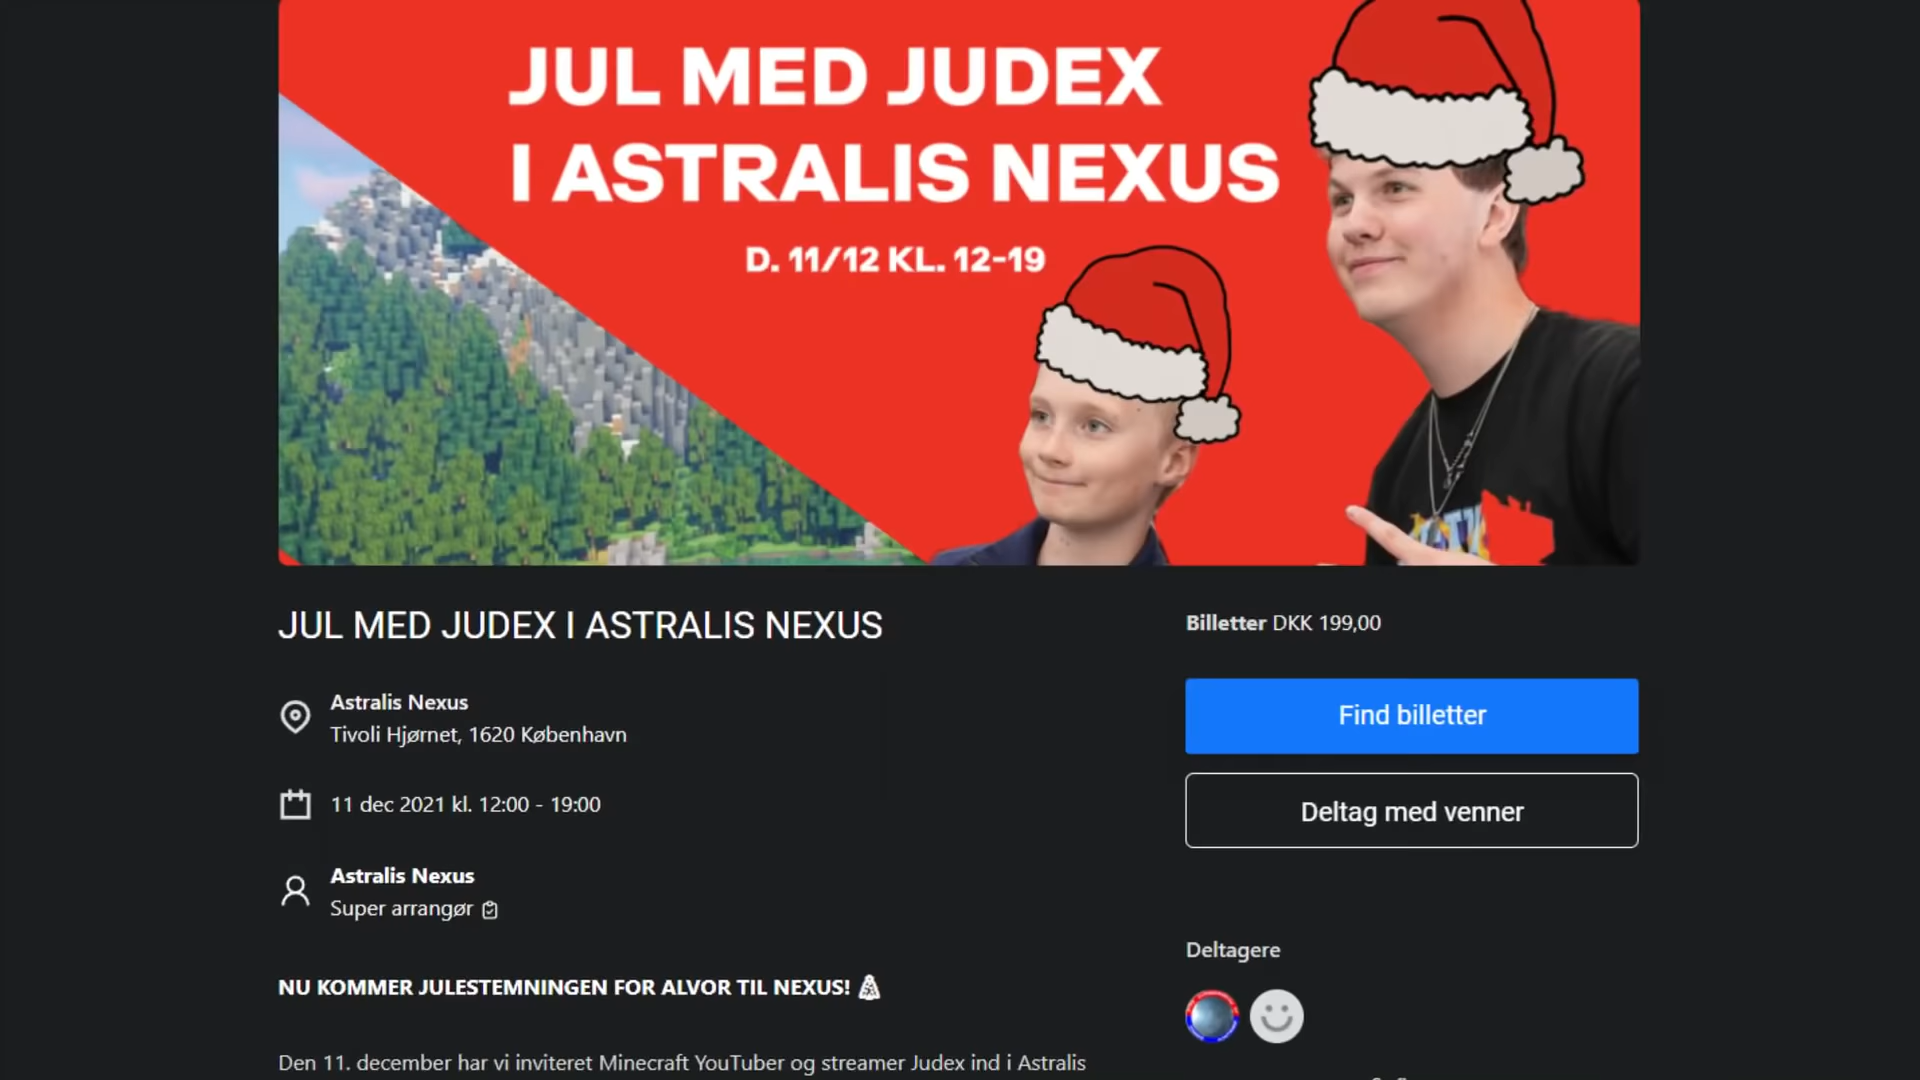 JUL MED JUDEX
I ASTRALIS NEXUS
D. 11/12 KL. 12-19
JUL MED JUDEX I ASTRALIS NEXUS
Billetter DKK 199,00
Astralis Nexus
Tivoli Hjørnet, 1620 København
Find billetter
11 dec 2021 kl. 12:00 - 19:00
Deltag med venner
Astralis Nexus
Super arrangør
Deltagere
NU KOMMER JULESTEMNINGEN FOR ALVOR TIL NEXUS!
Den 11. december har vi inviteret Minecraft YouTuber og streamer Judex ind i Astralis